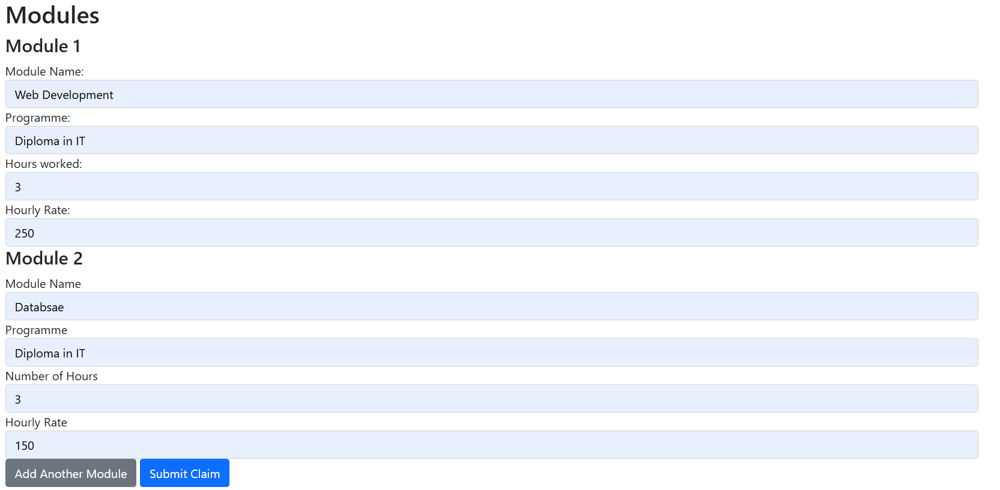 Modules
Module 1
Module Name:
Web Development
Programme:
Diploma in IT
Hours worked:
3
Hourly Rate:
250
Module 2
Module Name
Databsae
Programme
Diploma in IT
Number of Hours
3
Hourly Rate
150
Add Another Module Submit Claim